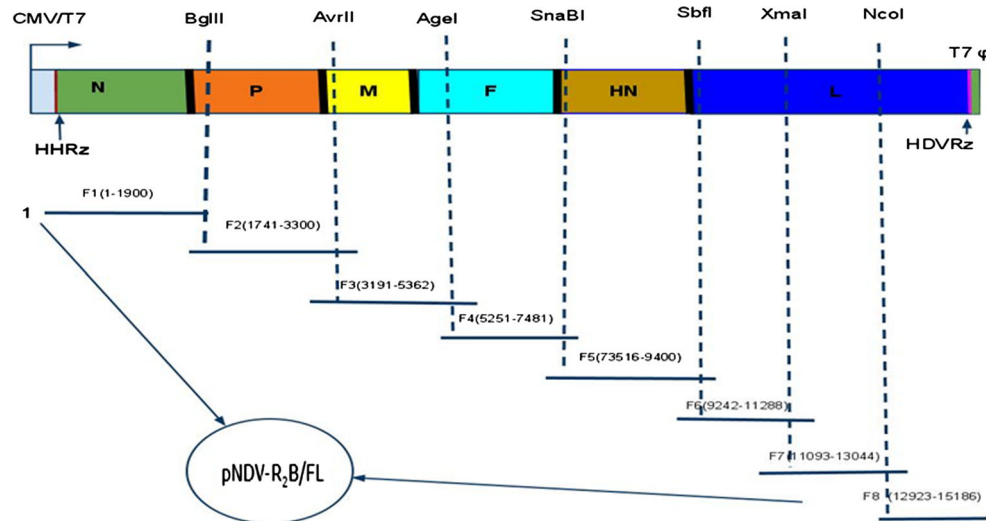 CMV/T7 BglII AvrII AgeI SnaBI SbfI XmaI NcoI
T7 φ
N P M F HN L
HHRz HDVRz
F1(1-1900)
1
F2(1741-3300)
F3(3191-5362)
F4(5251-7481)
F5(73516-9400)
F6(9242-11288)
F7(11093-13044)
pNDV-R₂B/FL
F8 (12923-15186)